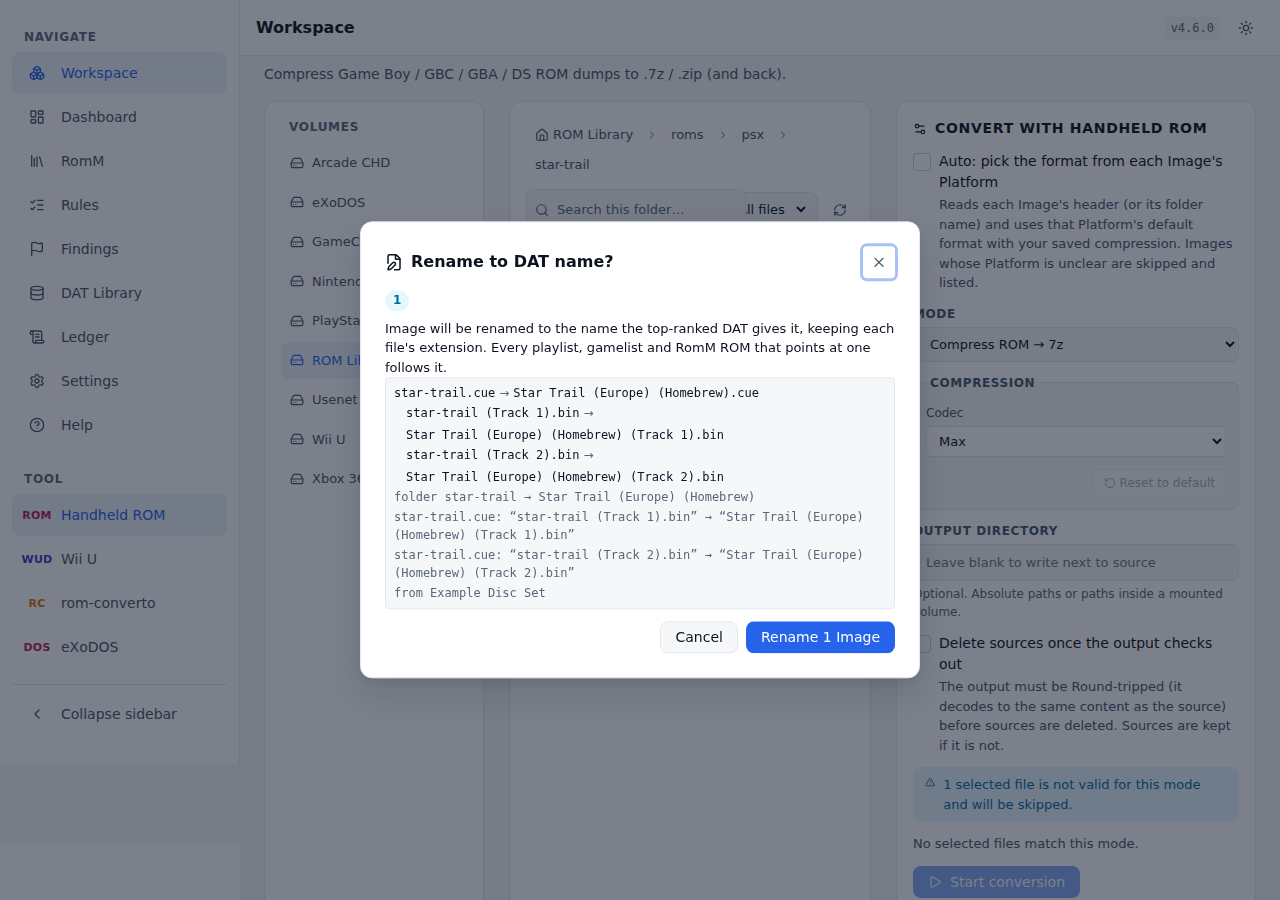 NAVIGATE
Workspace
Dashboard
RomM
Rules
Findings
DAT Library
Ledger
Settings
Help
TOOL
ROM Handheld ROM
WUD Wii U
RC rom-converto
DOS eXoDOS
Collapse sidebar
Workspace
v4.6.0
Compress Game Boy / GBC / GBA / DS ROM dumps to .7z / .zip (and back).
VOLUMES
Arcade CHD
eXoDOS
Usenet
Wii U
ROM Library > roms > psx >
star-trail
Search this folder…
files
Rename to DAT name?
1
Image will be renamed to the name the top-ranked DAT gives it, keeping each
file's extension. Every playlist, gamelist and RomM ROM that points at one
follows it.
star-trail.cue → Star Trail (Europe) (Homebrew).cue
star-trail (Track 1).bin →
Star Trail (Europe) (Homebrew) (Track 1).bin
star-trail (Track 2).bin →
Star Trail (Europe) (Homebrew) (Track 2).bin
folder star-trail → Star Trail (Europe) (Homebrew)
star-trail.cue: “star-trail (Track 1).bin” → “Star Trail (Europe)
(Homebrew) (Track 1).bin”
star-trail.cue: “star-trail (Track 2).bin” → “Star Trail (Europe)
(Homebrew) (Track 2).bin”
from Example Disc Set
Cancel
Rename 1 Image
CONVERT WITH HANDHELD ROM
Auto: pick the format from each Image's
Platform
Reads each Image's header (or its folder
name) and uses that Platform's default
format with your saved compression. Images
whose Platform is unclear are skipped and
listed.
MODE
Compress ROM → 7z
COMPRESSION
Codec
Max
Reset to default
OUTPUT DIRECTORY
Leave blank to write next to source
Optional. Absolute paths or paths inside a mounted
volume.
Delete sources once the output checks
out
The output must be Round-tripped (it
decodes to the same content as the source)
before sources are deleted. Sources are kept
if it is not.
1 selected file is not valid for this mode
and will be skipped.
No selected files match this mode.
Start conversion